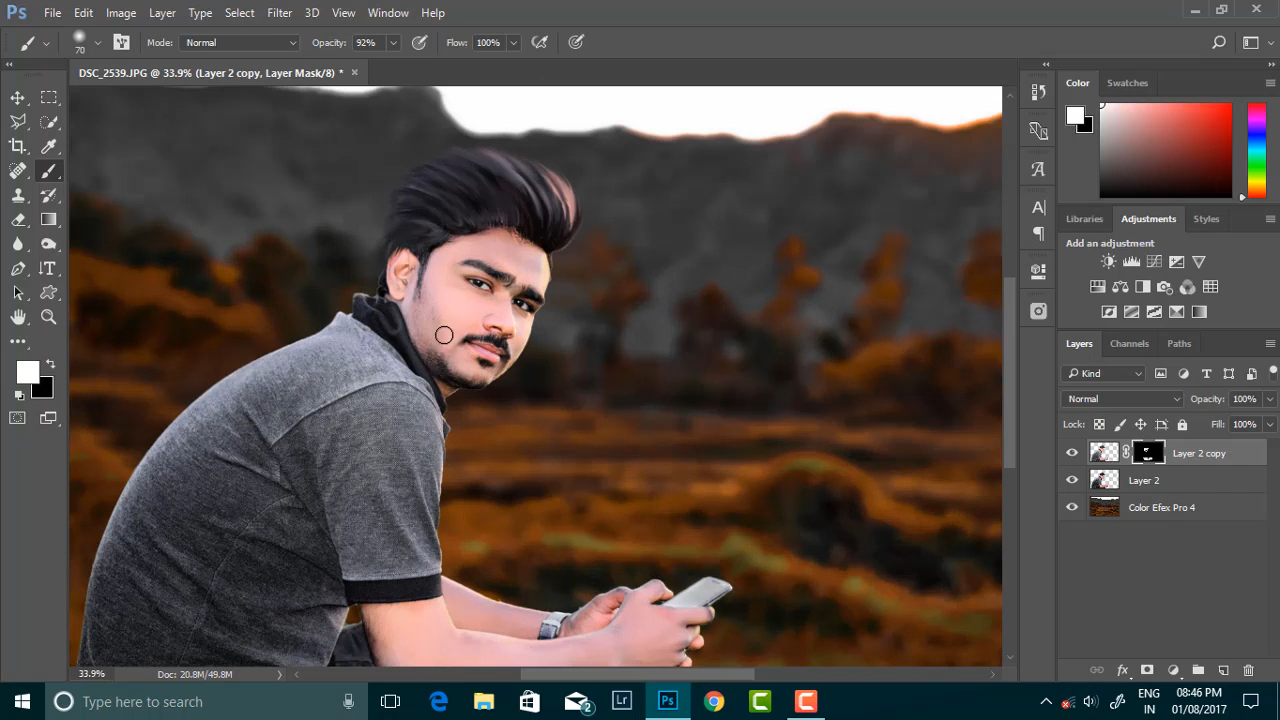 Ps File Edit Image Layer Type Select Filter 3D View Window Help
70 Mode: Normal Opacity: 92% Flow: 100%
DSC_2539.JPG @ 33.9% (Layer 2 copy, Layer Mask/8) * ×
Color Swatches
Libraries Adjustments Styles
Add an adjustment
Layers Channels Paths
Kind
Normal Opacity: 100%
Lock: Fill: 100%
Layer 2 copy
Layer 2
Color Efex Pro 4
33.9% Doc: 20.8M/49.8M
Type here to search
2
Lr
Ps
C
C
ENG
IN
08:46 PM
01/08/2017